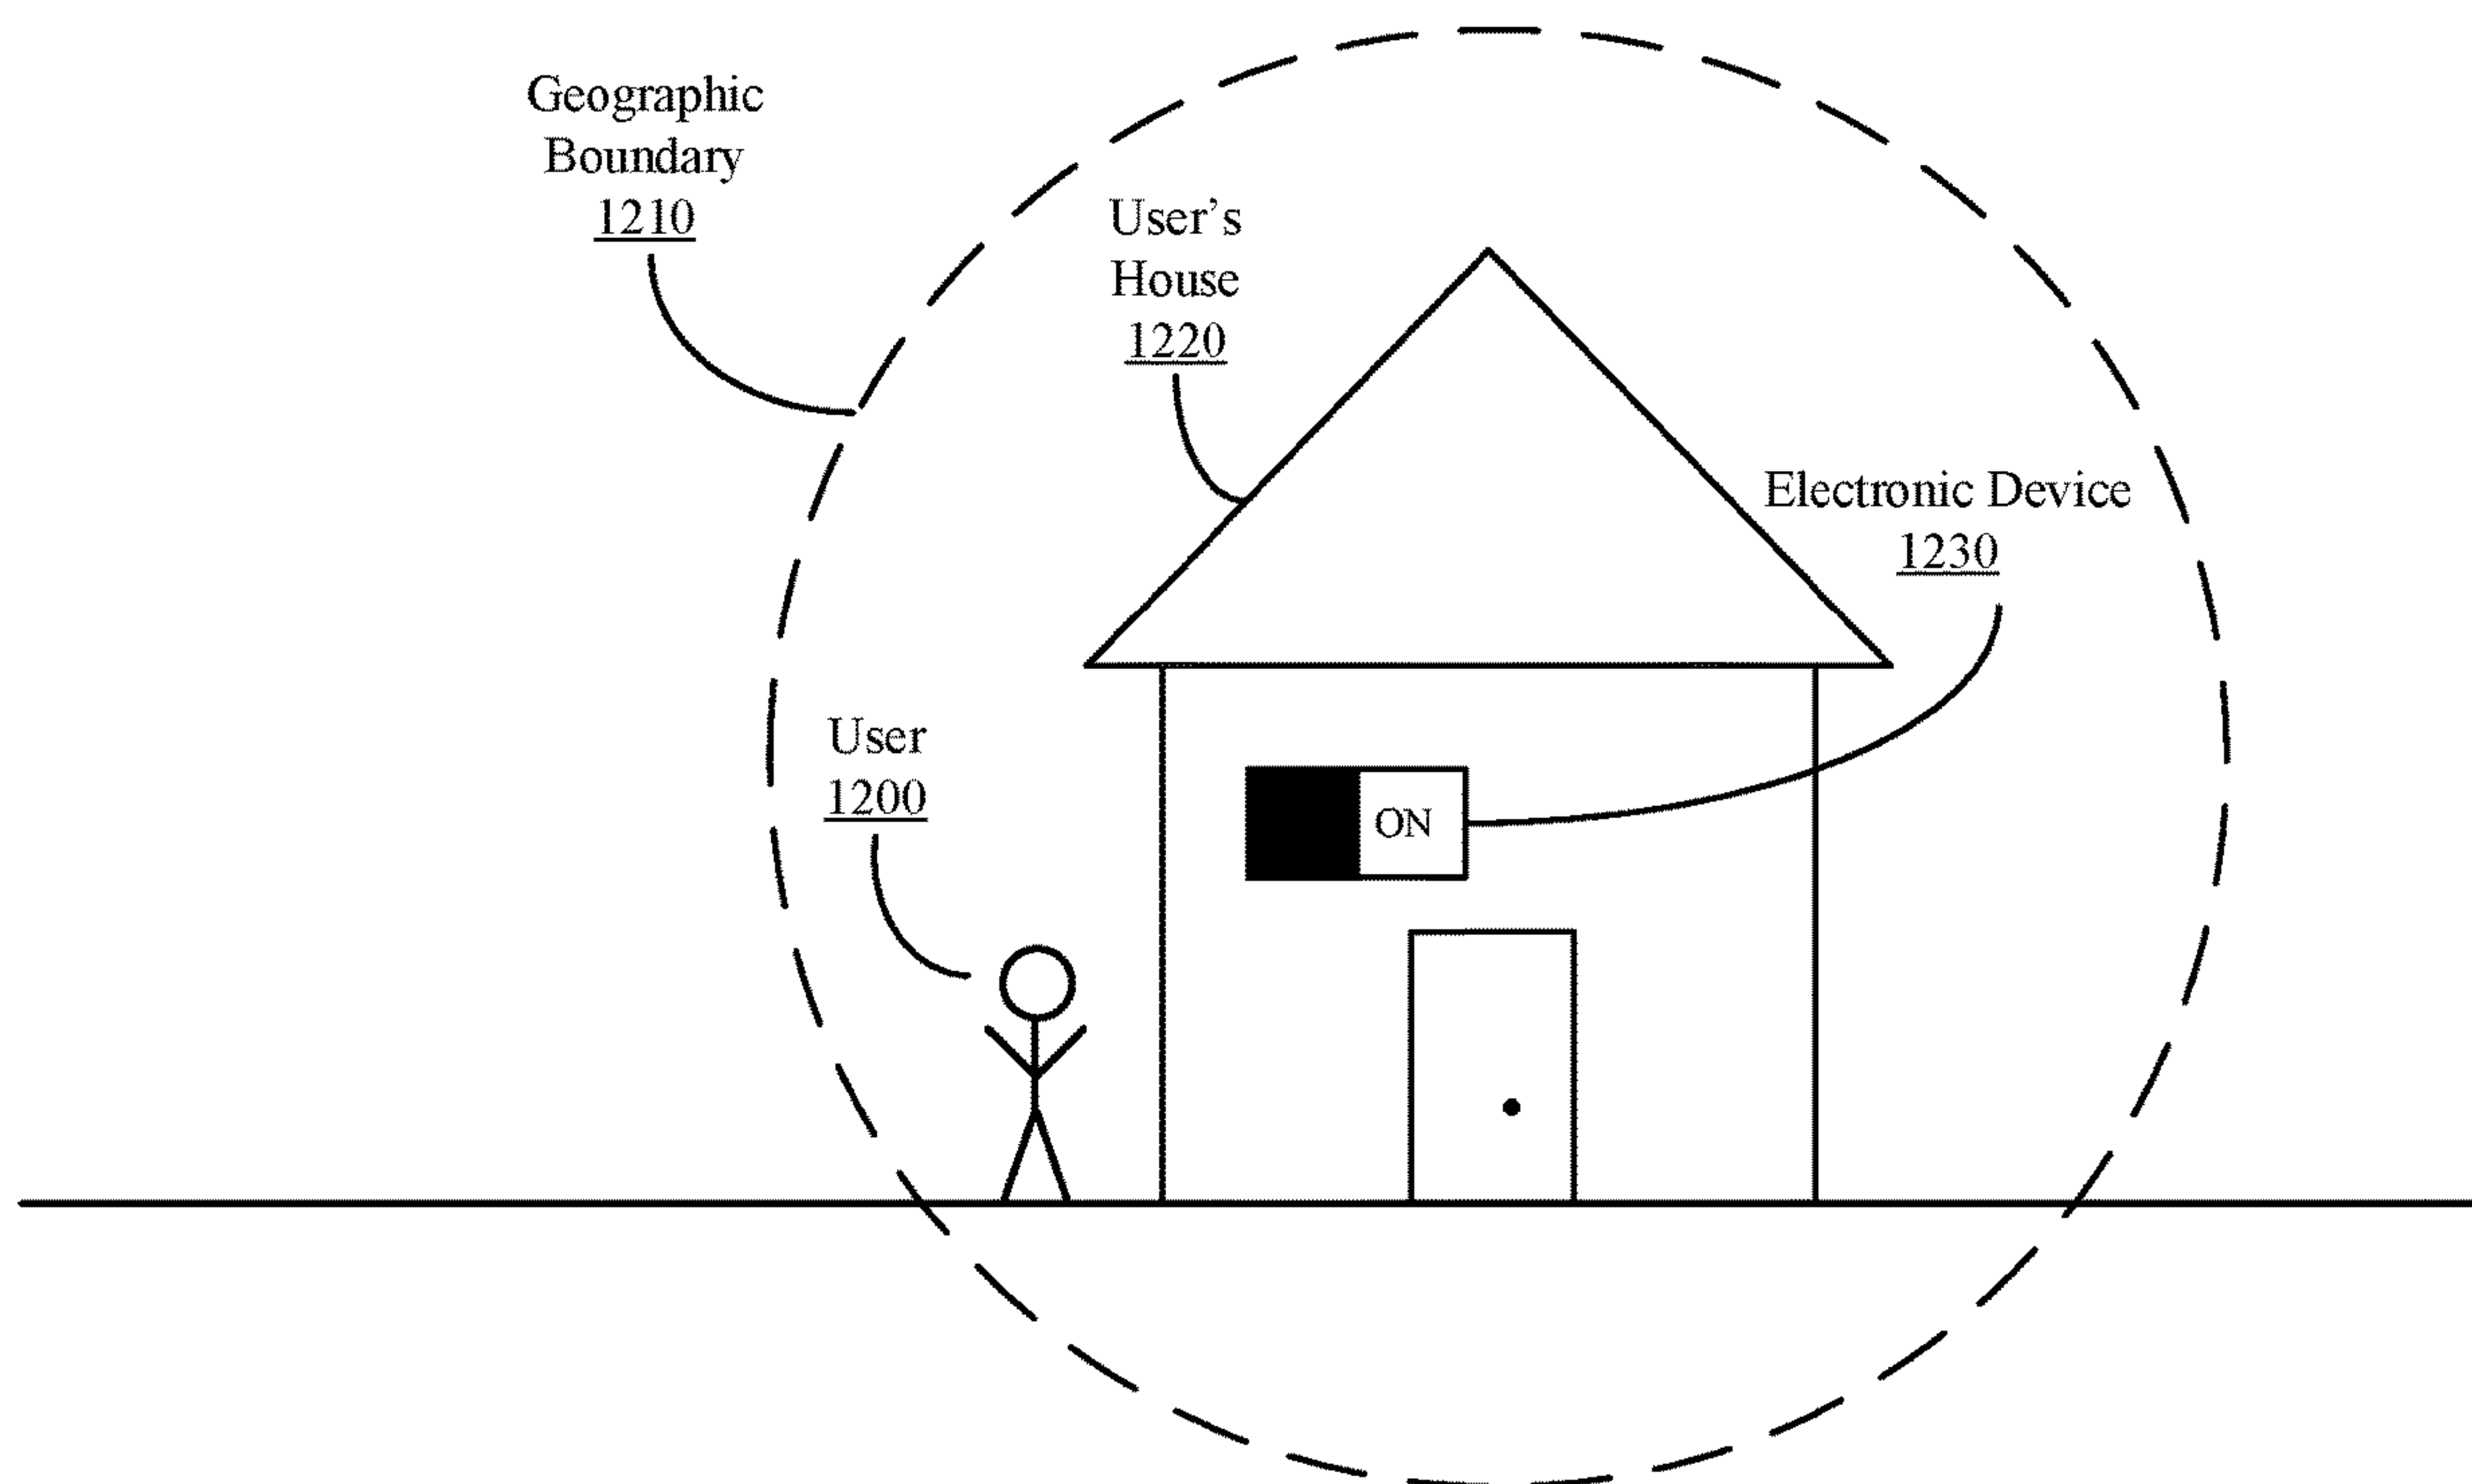 Geographic
Boundary
1210
User's
House
1220
Electronic Device
1230
User
1200
ON